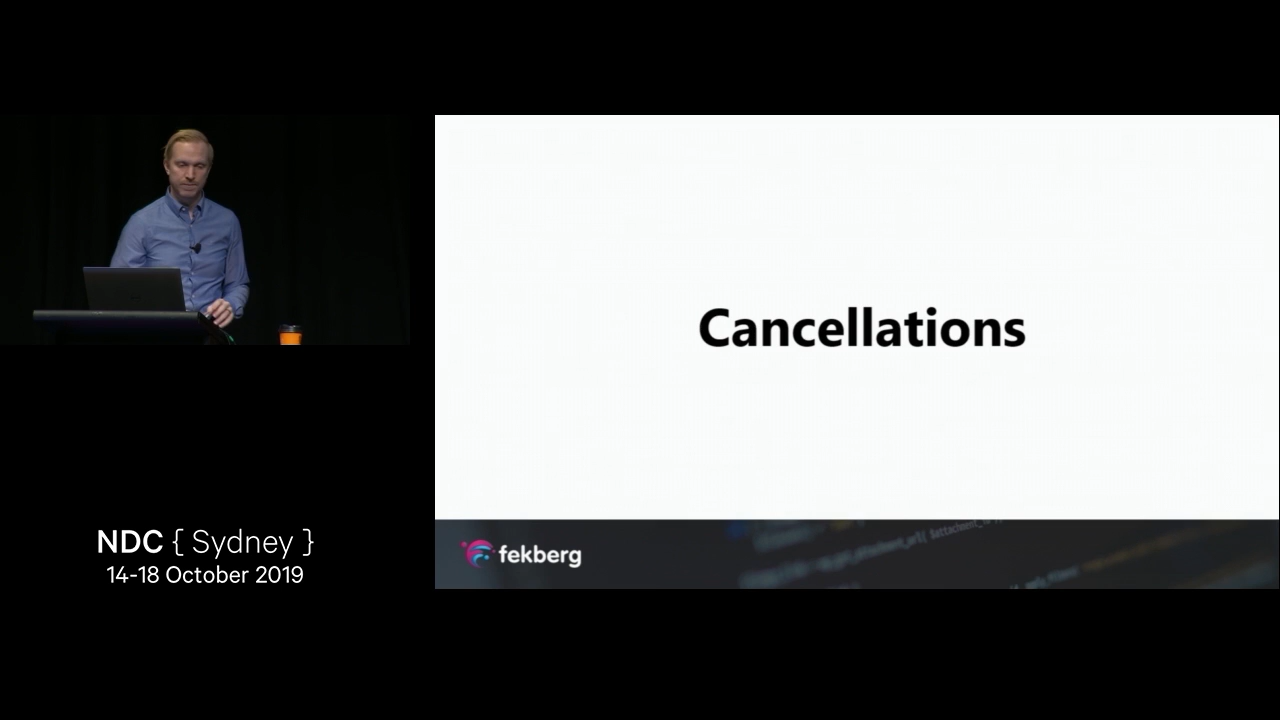 Cancellations
fekberg
NDC { Sydney }
14-18 October 2019